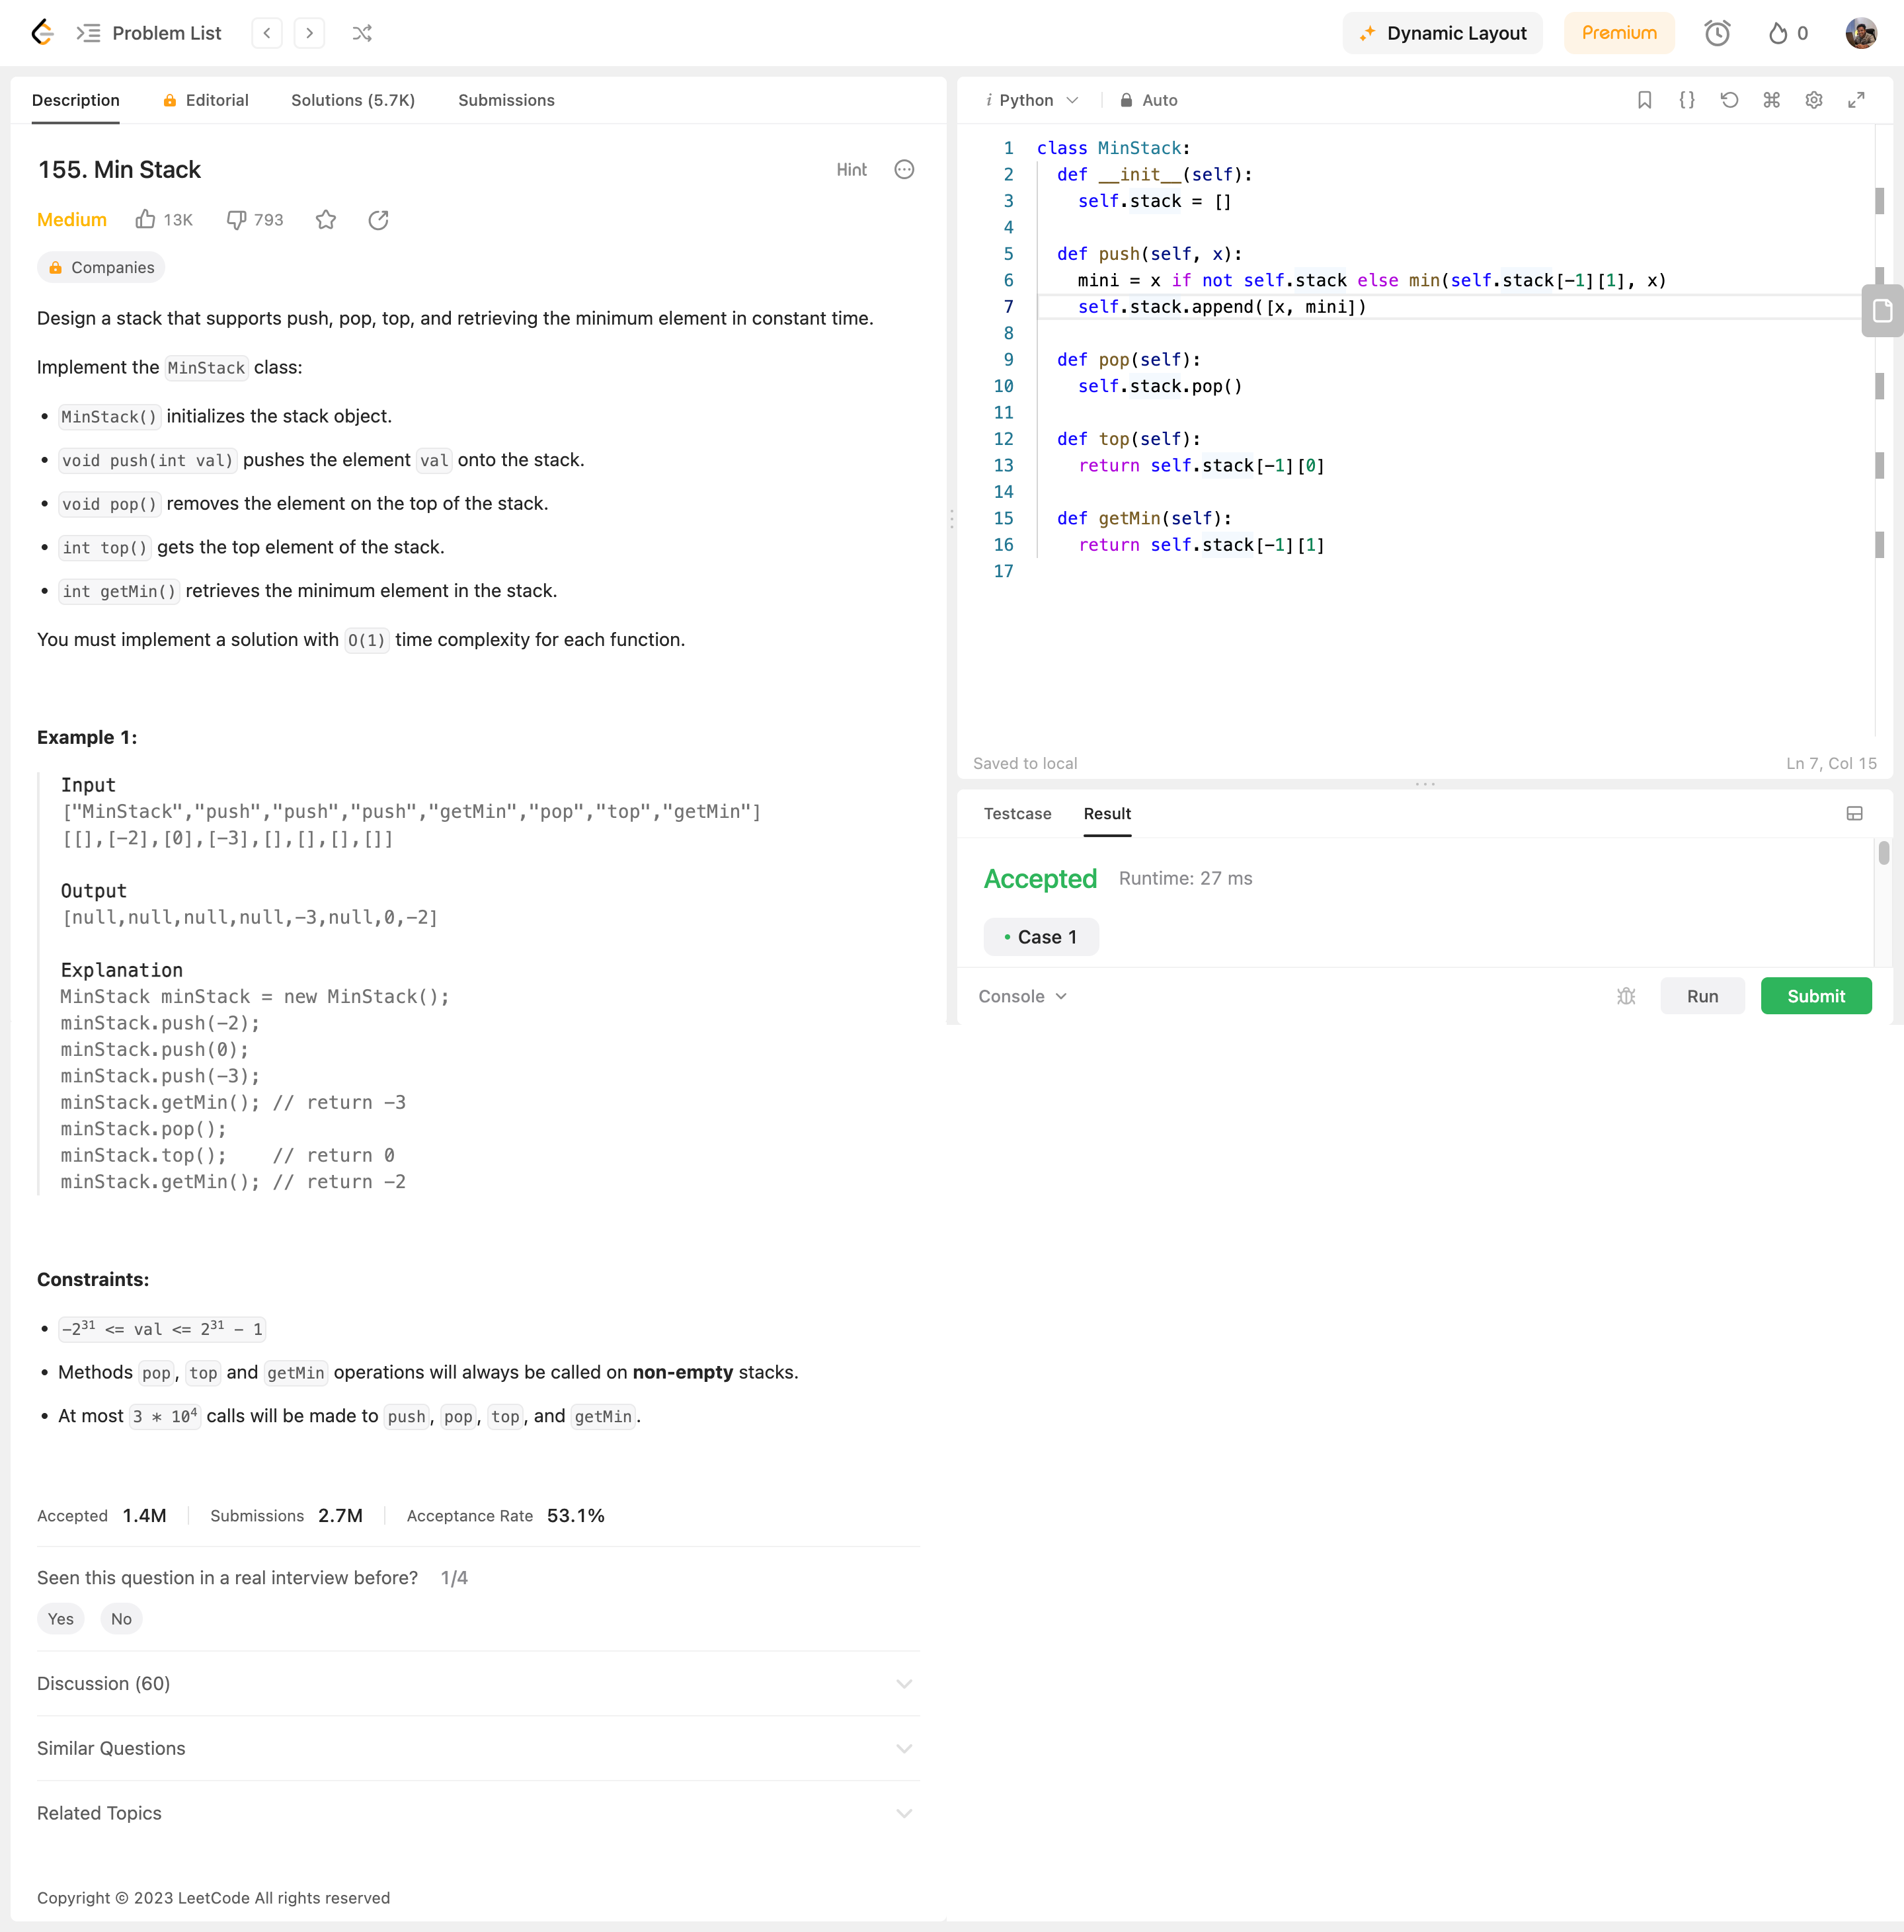 Problem List
Dynamic Layout
Premium
0
Description
Editorial
Solutions (5.7K)
Submissions
155. Min Stack
Hint
Medium
13K
793
Companies
Design a stack that supports push, pop, top, and retrieving the minimum element in constant time.
Implement the MinStack class:
• MinStack() initializes the stack object.
• void push(int val) pushes the element val onto the stack.
• void pop() removes the element on the top of the stack.
• int top() gets the top element of the stack.
• int getMin() retrieves the minimum element in the stack.
You must implement a solution with O(1) time complexity for each function.
Example 1:
Input
["MinStack","push","push","push","getMin","pop","top","getMin"]
[[],[-2],[0],[-3],[],[],[],[]]
Output
[null,null,null,null,-3,null,0,-2]
Explanation
MinStack minStack = new MinStack();
minStack.push(-2);
minStack.push(0);
minStack.push(-3);
minStack.getMin(); // return -3
minStack.pop();
minStack.top();    // return 0
minStack.getMin(); // return -2
Constraints:
• -2³¹ <= val <= 2³¹ - 1
• Methods pop, top and getMin operations will always be called on non-empty stacks.
• At most 3 * 10⁴ calls will be made to push, pop, top, and getMin.
Accepted 1.4M
Submissions 2.7M
Acceptance Rate 53.1%
Seen this question in a real interview before? 1/4
Yes
No
Discussion (60)
Similar Questions
Related Topics
Copyright © 2023 LeetCode All rights reserved
i Python
Auto
{}
1 class MinStack:
2   def __init__(self):
3     self.stack = []
4
5   def push(self, x):
6     mini = x if not self.stack else min(self.stack[-1][1], x)
7     self.stack.append([x, mini])
8
9   def pop(self):
10     self.stack.pop()
11
12   def top(self):
13     return self.stack[-1][0]
14
15   def getMin(self):
16     return self.stack[-1][1]
17
Saved to local
Ln 7, Col 15
Testcase
Result
Accepted
Runtime: 27 ms
• Case 1
Console
Run
Submit